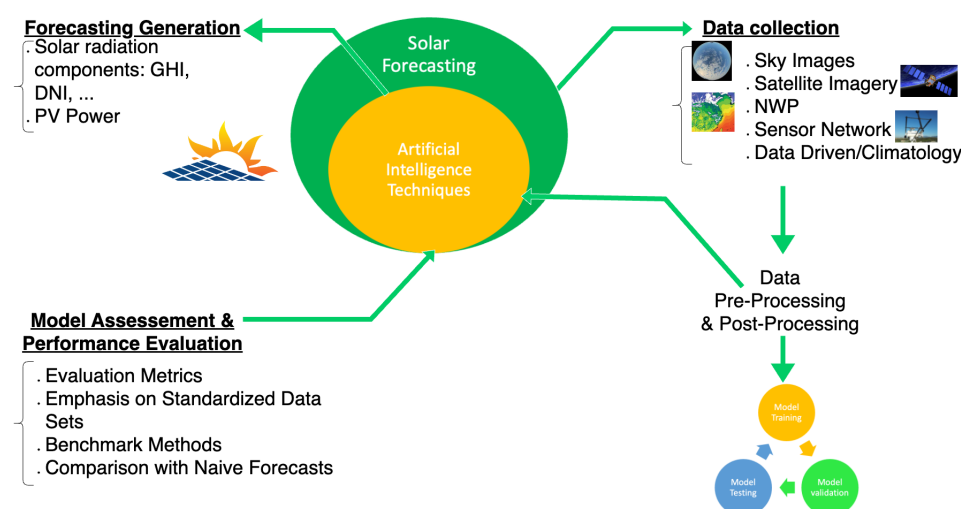 Forecasting Generation
. Solar radiation
components: GHI,
DNI, ...
. PV Power
Solar
Forecasting
Artificial
Intelligence
Techniques
Data collection
. Sky Images
. Satellite Imagery
. NWP
. Sensor Network
. Data Driven/Climatology
Data
Pre-Processing
& Post-Processing
Model Assessement &
Performance Evaluation
. Evaluation Metrics
. Emphasis on Standardized Data
Sets
. Benchmark Methods
. Comparison with Naive Forecasts
Model
Training
Model
Testing
Model
validation